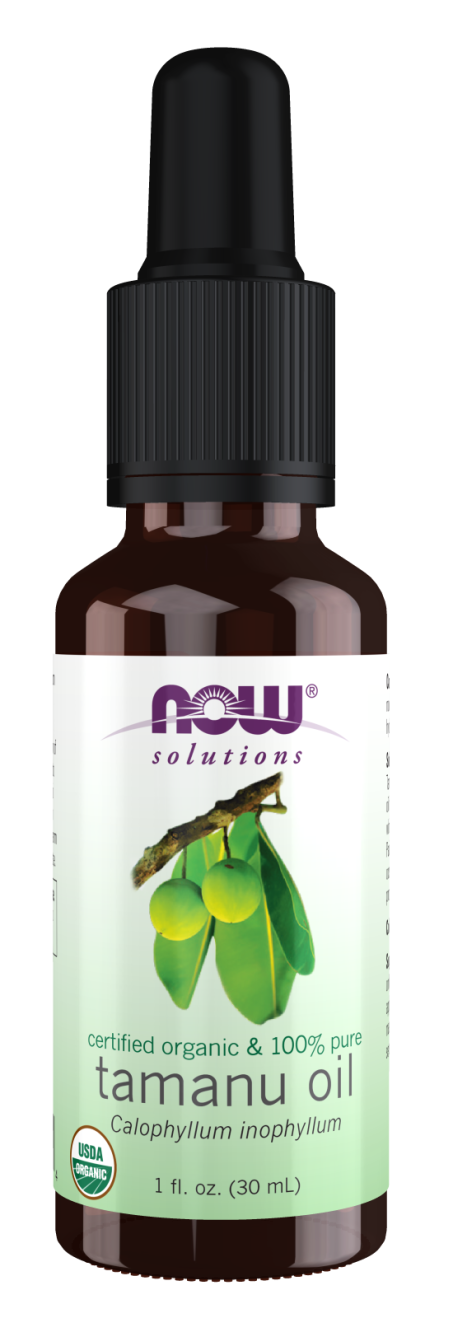 NOW®
solutions
certified organic & 100% pure
tamanu oil
Calophyllum inophyllum
USDA
ORGANIC
1 fl. oz. (30 mL)